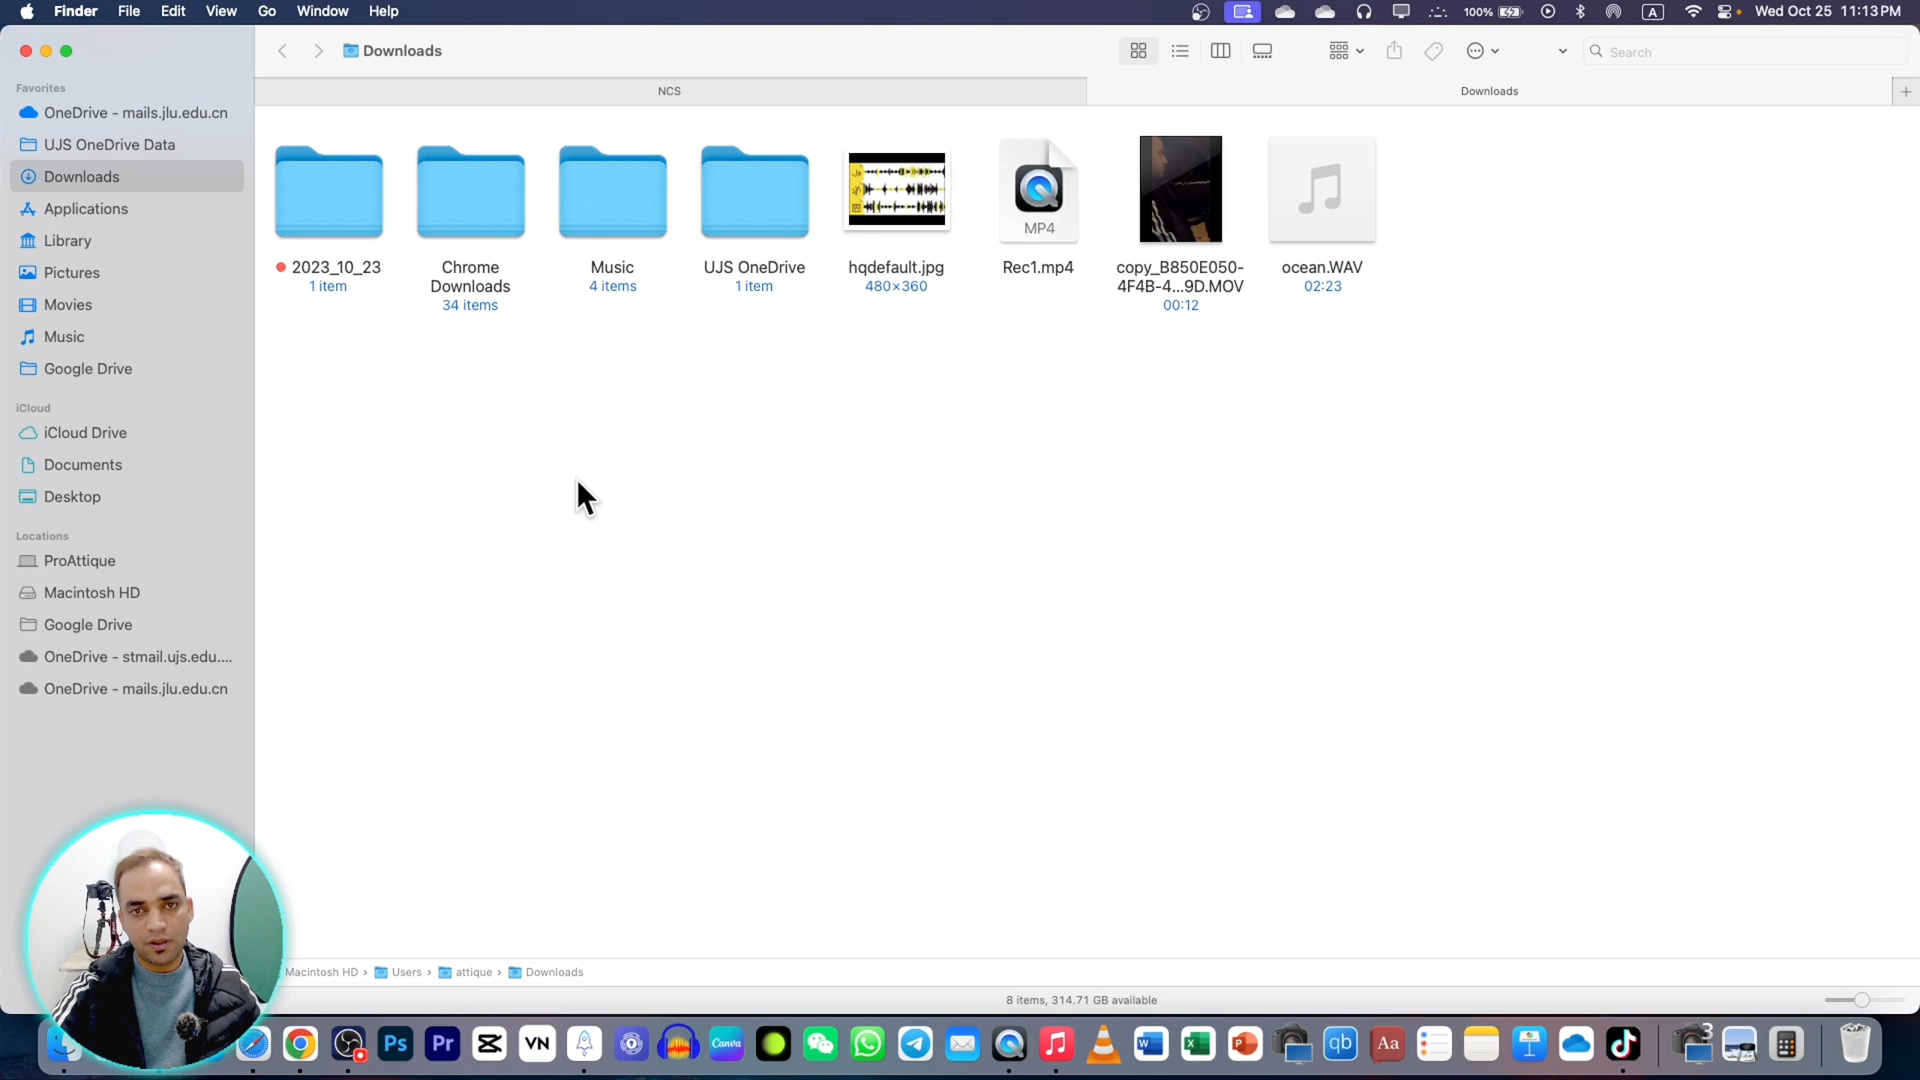 Finder File Edit View Go Window Help
100% A Wed Oct 25 11:13 PM
Downloads
Search
NCS
Downloads
Favorites
OneDrive - mails.jlu.edu.cn
UJS OneDrive Data
Downloads
Applications
Library
Pictures
Movies
Music
Google Drive
iCloud
iCloud Drive
Documents
Desktop
Locations
ProAttique
Macintosh HD
Google Drive
OneDrive - stmail.ujs.edu....
OneDrive - mails.jlu.edu.cn
2023_10_23
1 item
Chrome
Downloads
34 items
Music
4 items
UJS OneDrive
1 item
hqdefault.jpg
480×360
MP4
Rec1.mp4
copy_B850E050-
4F4B-4...9D.MOV
00:12
ocean.WAV
02:23
Macintosh HD › Users › attique › Downloads
8 items, 314.71 GB available
Ps Pr VN Canva W X P qb Aa 3